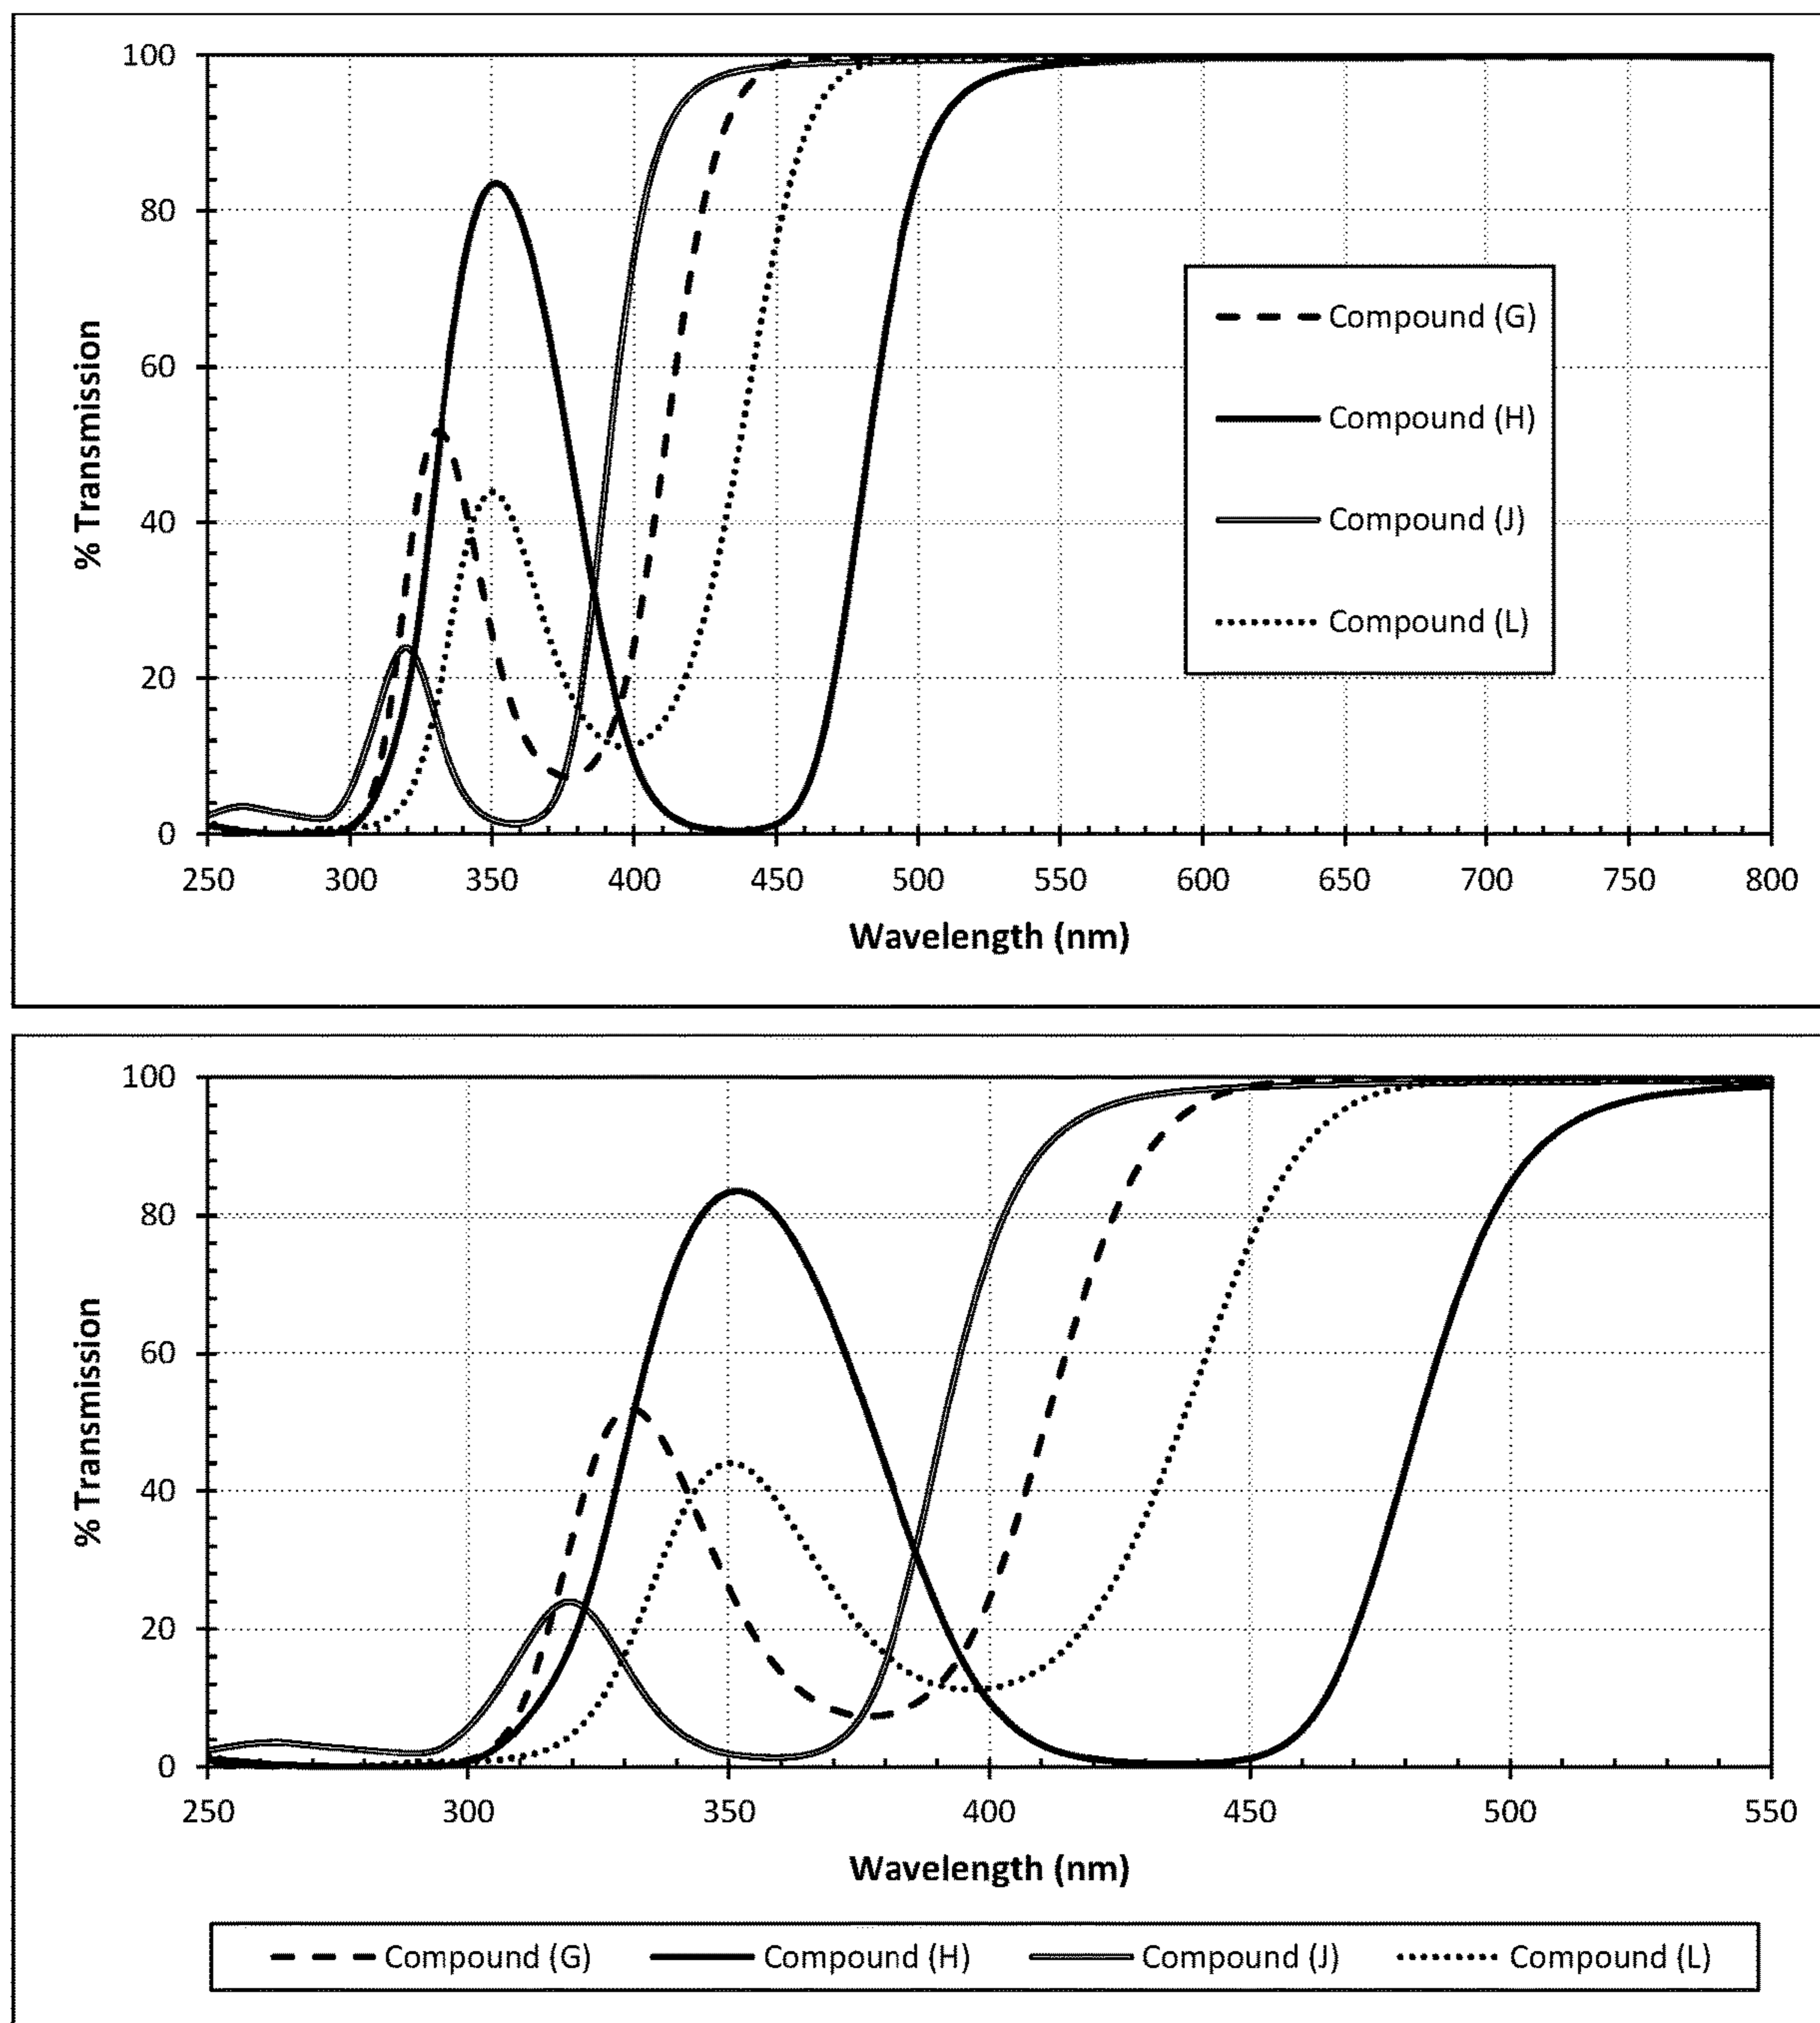 100
80
60
40
20
0
% Transmission
250 300 350 400 450 500 550 600 650 700 750 800
Wavelength (nm)
Compound (G)
Compound (H)
Compound (J)
Compound (L)
100
80
60
40
20
0
% Transmission
250 300 350 400 450 500 550
Wavelength (nm)
Compound (G) Compound (H) Compound (J) Compound (L)